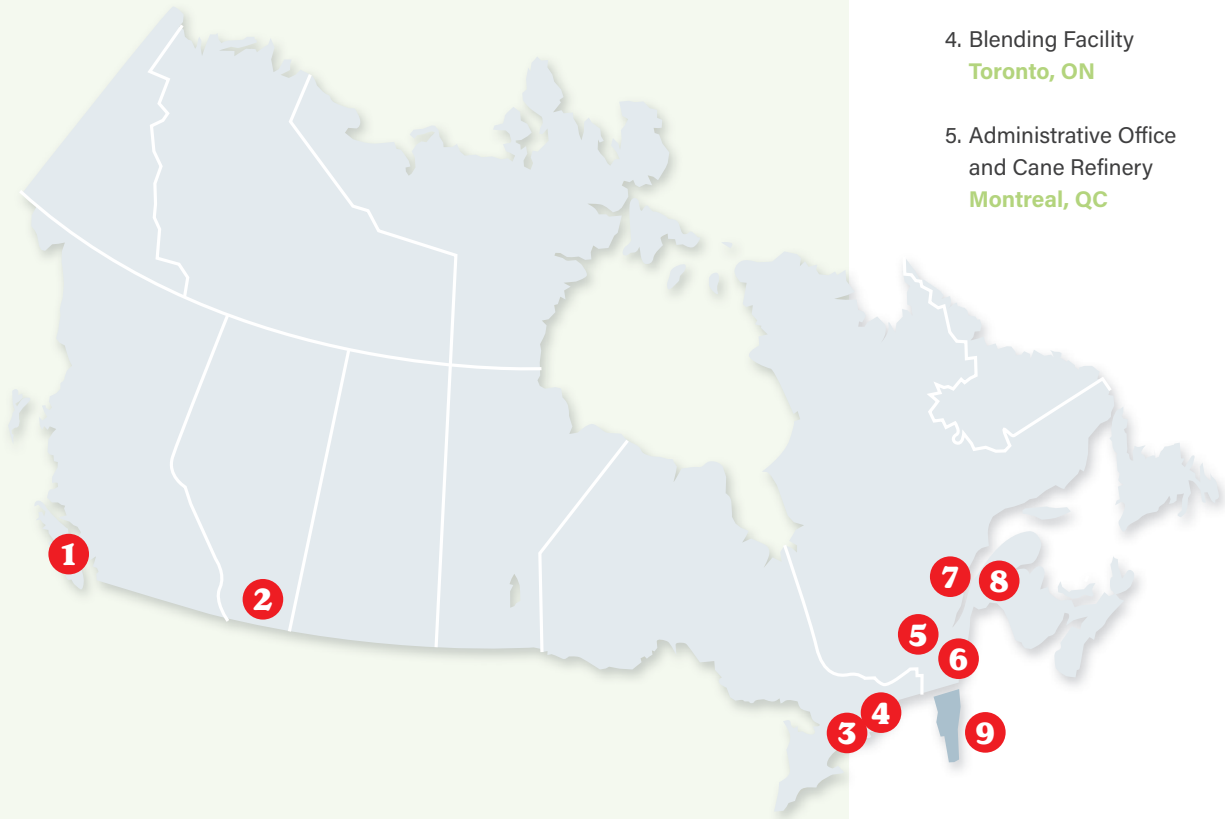 4. Blending Facility
Toronto, ON
5. Administrative Office
and Cane Refinery
Montreal, QC
1
2
3
4
5
6
7
8
9